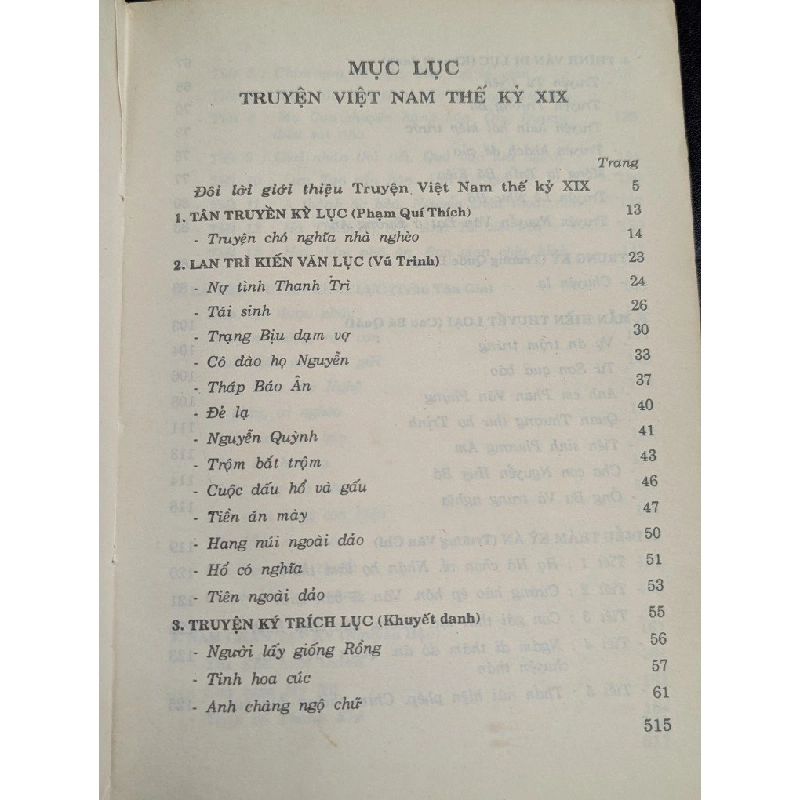 MỤC LỤC
TRUYỆN VIỆT NAM THẾ KỶ XIX
Trang
Đôi lời giới thiệu Truyện Việt Nam thế kỷ XIX 5
1. TÂN TRUYỀN KỲ LỤC (Phạm Quí Thích) 13
- Truyện chó nghĩa nhà nghèo 14
2. LAN TRÌ KIẾN VĂN LỤC (Vũ Trinh) 23
- Nợ tình Thanh Trì 24
- Tái sinh 26
- Trạng Bịu dạm vợ 30
- Cô đào họ Nguyễn 33
- Tháp Báo Ân 37
- Đẻ lạ 40
- Nguyễn Quỳnh 41
- Trộm bắt trộm 43
- Cuộc đấu hổ và gấu 46
- Tiền ăn mày 47
- Hang núi ngoài đảo 50
- Hổ có nghĩa 51
- Tiên ngoài đảo 53
3. TRUYỆN KÝ TRÍCH LỤC (Khuyết danh) 55
- Người lấy giống Rồng 56
- Tinh hoa cúc 57
- Anh chàng ngộ chữ 61
515